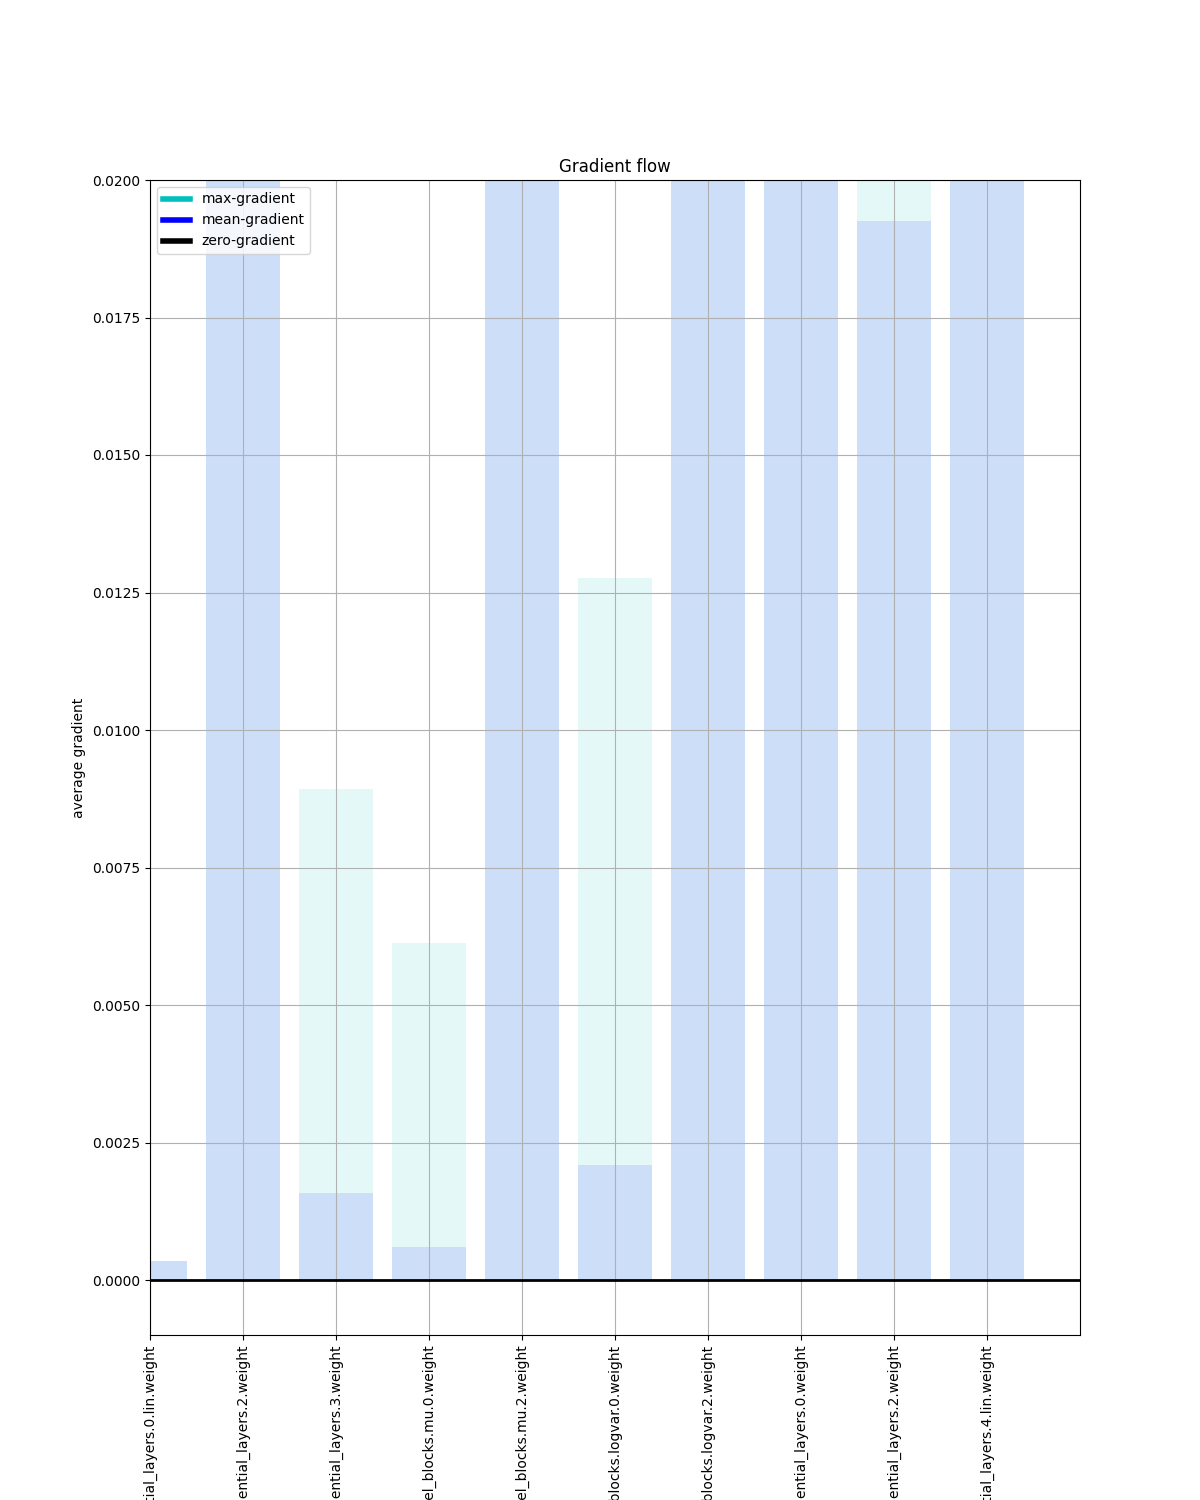 Gradient flow
max-gradient
mean-gradient
zero-gradient
0.0200
0.0175
0.0150
0.0125
0.0100
0.0075
0.0050
0.0025
0.0000
average gradient
tial_layers.0.lin.weight
ential_layers.2.weight
ential_layers.3.weight
el_blocks.mu.0.weight
el_blocks.mu.2.weight
blocks.logvar.0.weight
blocks.logvar.2.weight
ential_layers.0.weight
ential_layers.2.weight
tial_layers.4.lin.weight